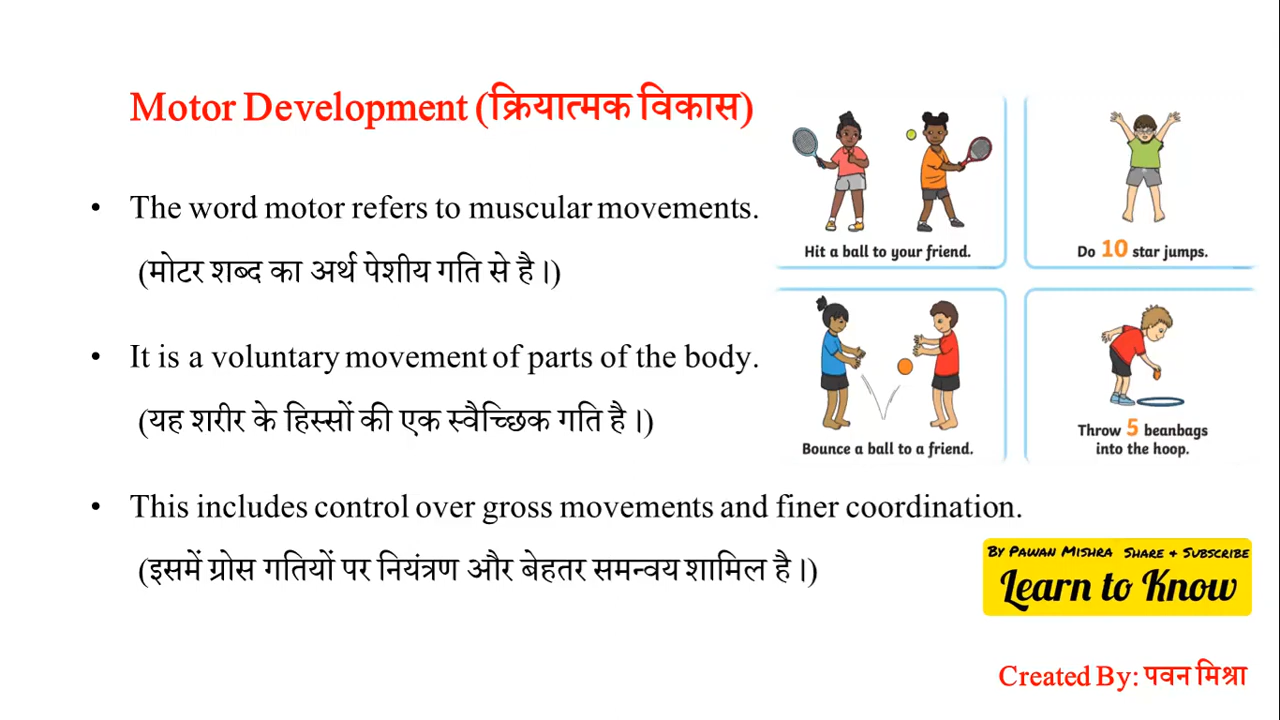 Motor Development (क्रियात्मक विकास)
• The word motor refers to muscular movements.
(मोटर शब्द का अर्थ पेशीय गति से है।)
• It is a voluntary movement of parts of the body.
(यह शरीर के हिस्सों की एक स्वैच्छिक गति है।)
• This includes control over gross movements and finer coordination.
(इसमें ग्रोस गतियों पर नियंत्रण और बेहतर समन्वय शामिल है।)
Hit a ball to your friend.
Do 10 star jumps.
Bounce a ball to a friend.
Throw 5 beanbags
into the hoop.
By Pawan Mishra Share & Subscribe
Learn to Know
Created By: पवन मिश्रा